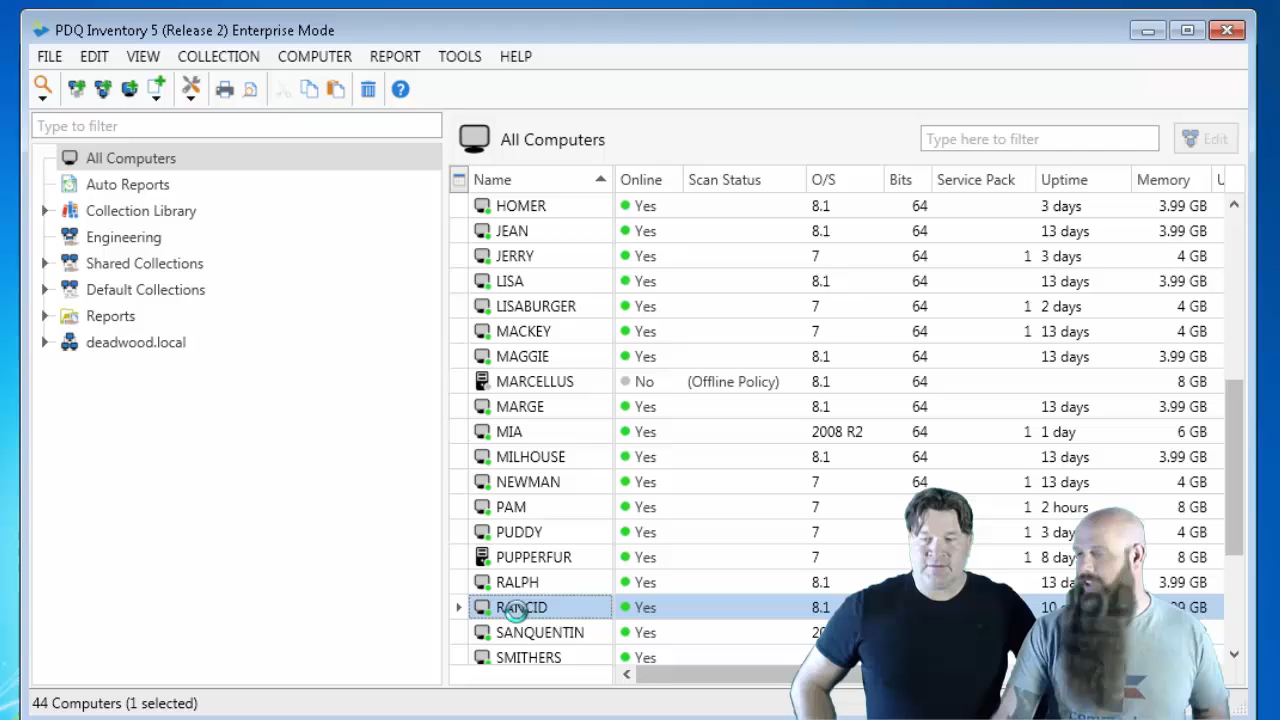 PDQ Inventory 5 (Release 2) Enterprise Mode
FILE EDIT VIEW COLLECTION COMPUTER REPORT TOOLS HELP
Type to filter
All Computers
Auto Reports
Collection Library
Engineering
Shared Collections
Default Collections
Reports
deadwood.local
All Computers
Type here to filter
Edit
Name Online Scan Status O/S Bits Service Pack Uptime Memory U
HOMER Yes 8.1 64 3 days 3.99 GB
JEAN Yes 8.1 64 13 days 3.99 GB
JERRY Yes 7 64 1 3 days 4 GB
LISA Yes 8.1 64 13 days 3.99 GB
LISABURGER Yes 7 64 1 2 days 4 GB
MACKEY Yes 7 64 1 13 days 4 GB
MAGGIE Yes 8.1 64 13 days 3.99 GB
MARCELLUS No (Offline Policy) 8.1 64 8 GB
MARGE Yes 8.1 64 13 days 3.99 GB
MIA Yes 2008 R2 64 1 1 day 6 GB
MILHOUSE Yes 8.1 64 13 days 3.99 GB
NEWMAN Yes 7 64 1 13 days 4 GB
PAM Yes 7 1 2 hours 8 GB
PUDDY Yes 7 1 3 day 4 GB
PUPPERFUR Yes 7 1 8 day 8 GB
RALPH Yes 8.1 13 d 3.99 GB
RANCID Yes 8.1 10 GB
SANQUENTIN Yes 20
SMITHERS Yes
44 Computers (1 selected)